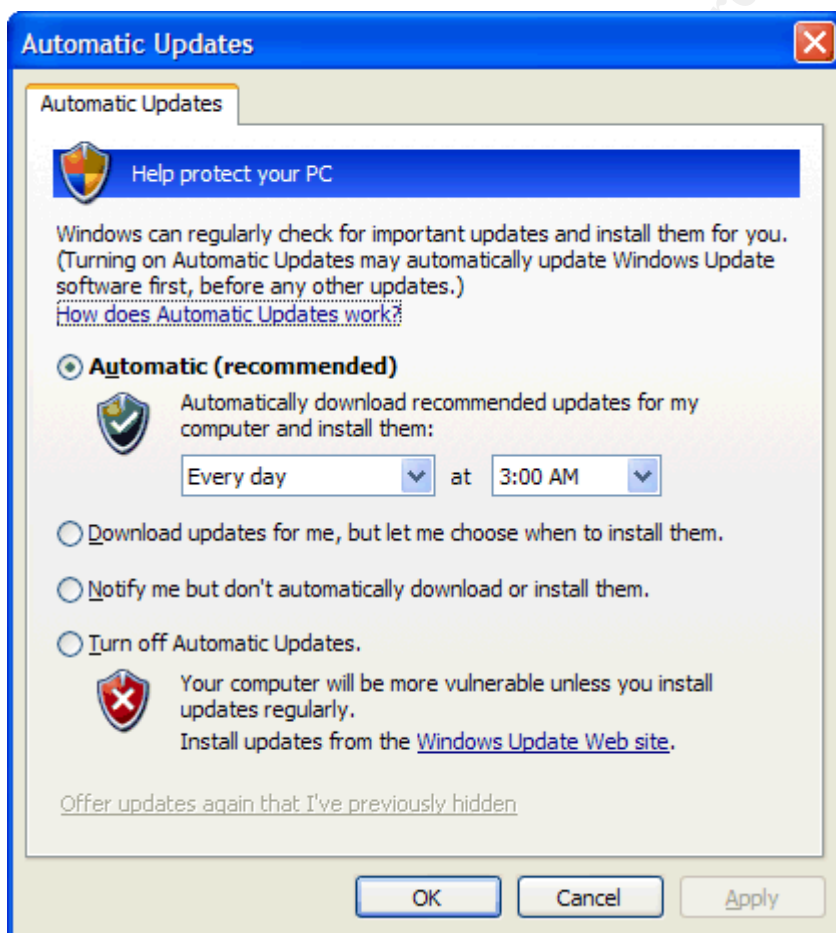 Automatic Updates
Automatic Updates
Help protect your PC
Windows can regularly check for important updates and install them for you.
(Turning on Automatic Updates may automatically update Windows Update
software first, before any other updates.)
How does Automatic Updates work?
Automatic (recommended)
Automatically download recommended updates for my
computer and install them:
Every day at 3:00 AM
Download updates for me, but let me choose when to install them.
Notify me but don't automatically download or install them.
Turn off Automatic Updates.
Your computer will be more vulnerable unless you install
updates regularly.
Install updates from the Windows Update Web site.
Offer updates again that I've previously hidden
OK Cancel Apply